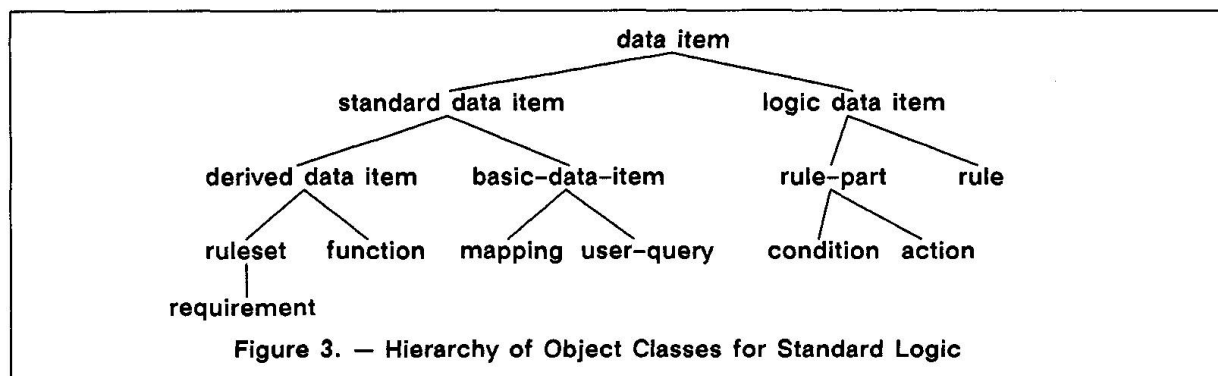 data item
standard data item logic data item
derived data item basic-data-item rule-part rule
ruleset function mapping user-query condition action
requirement
Figure 3. — Hierarchy of Object Classes for Standard Logic